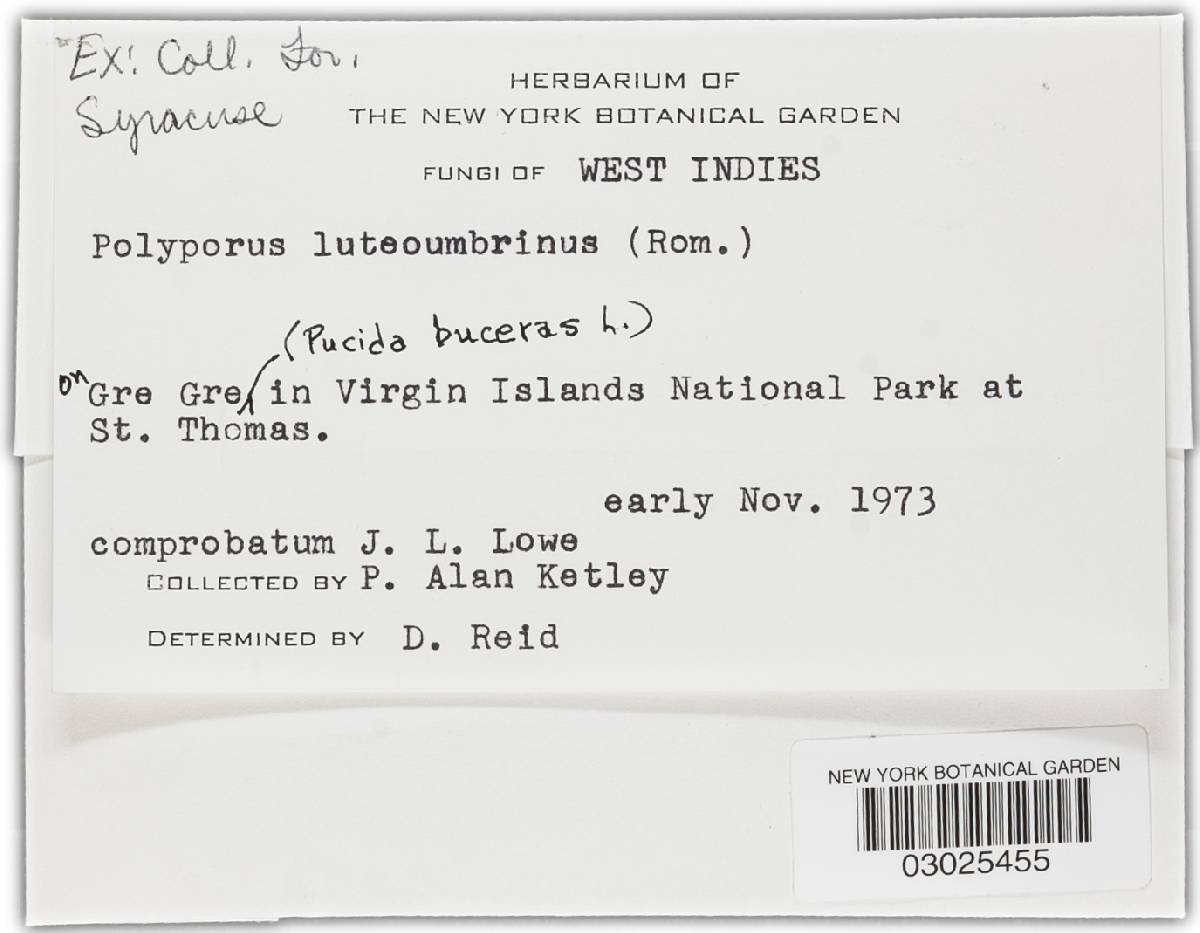 Ex: Coll. For.
Syracuse
HERBARIUM OF
THE NEW YORK BOTANICAL GARDEN
FUNGI OF WEST INDIES
Polyporus luteoumbrinus (Rom.)
(Pucida buceras L.)
on Gre Gre in Virgin Islands National Park at
St. Thomas.
early Nov. 1973
comprobatum J. L. Lowe
COLLECTED BY P. Alan Ketley
DETERMINED BY D. Reid
NEW YORK BOTANICAL GARDEN
03025455